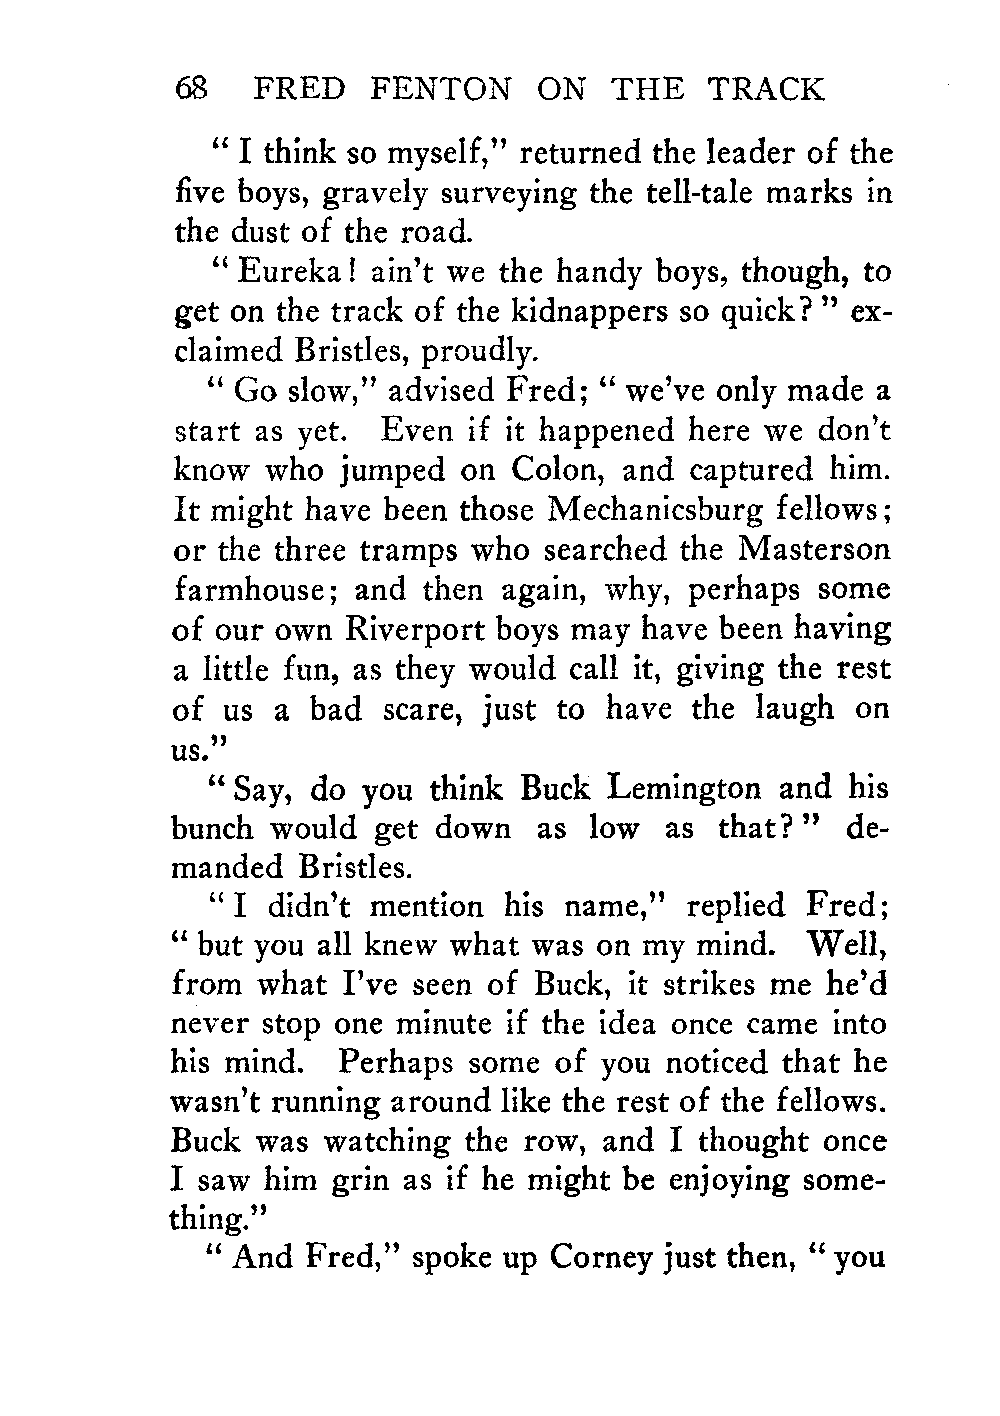 68 FRED FENTON ON THE TRACK
“ I think so myself,” returned the leader of the
five boys, gravely surveying the tell-tale marks in
the dust of the road.
“ Eureka! ain’t we the handy boys, though, to
get on the track of the kidnappers so quick? ” ex-
claimed Bristles, proudly.
“ Go slow,” advised Fred; “ we’ve only made a
start as yet. Even if it happened here we don’t
know who jumped on Colon, and captured him.
It might have been those Mechanicsburg fellows;
or the three tramps who searched the Masterson
farmhouse; and then again, why, perhaps some
of our own Riverport boys may have been having
a little fun, as they would call it, giving the rest
of us a bad scare, just to have the laugh on
us.”
“ Say, do you think Buck Lemington and his
bunch would get down as low as that? ” de-
manded Bristles.
“ I didn’t mention his name,” replied Fred;
“ but you all knew what was on my mind. Well,
from what I’ve seen of Buck, it strikes me he’d
never stop one minute if the idea once came into
his mind. Perhaps some of you noticed that he
wasn’t running around like the rest of the fellows.
Buck was watching the row, and I thought once
I saw him grin as if he might be enjoying some-
thing.”
“ And Fred,” spoke up Corney just then, “ you